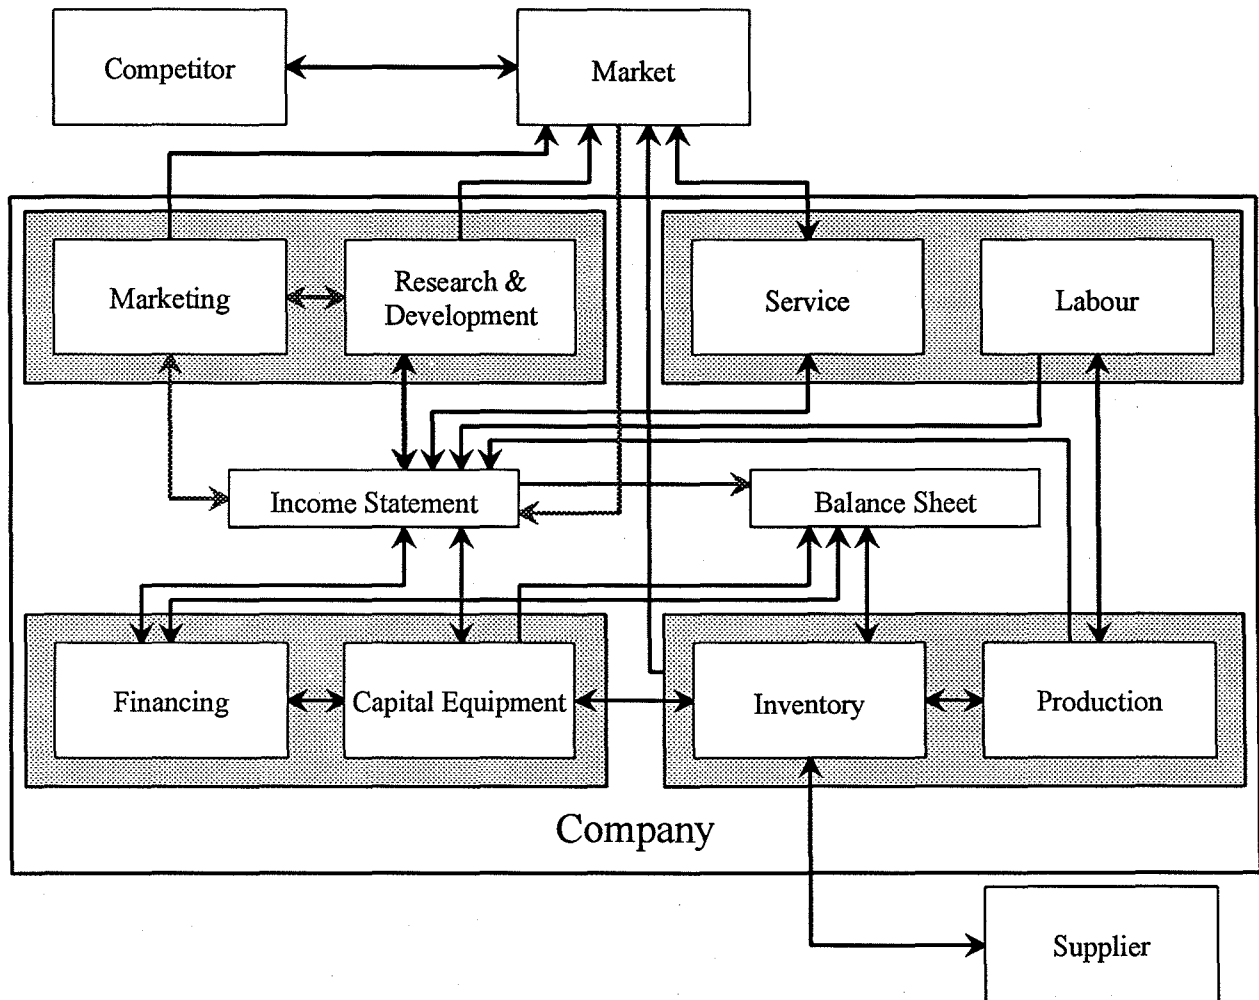 Competitor
Market
Marketing
Research &
Development
Service
Labour
Income Statement
Balance Sheet
Financing
Capital Equipment
Inventory
Production
Company
Supplier